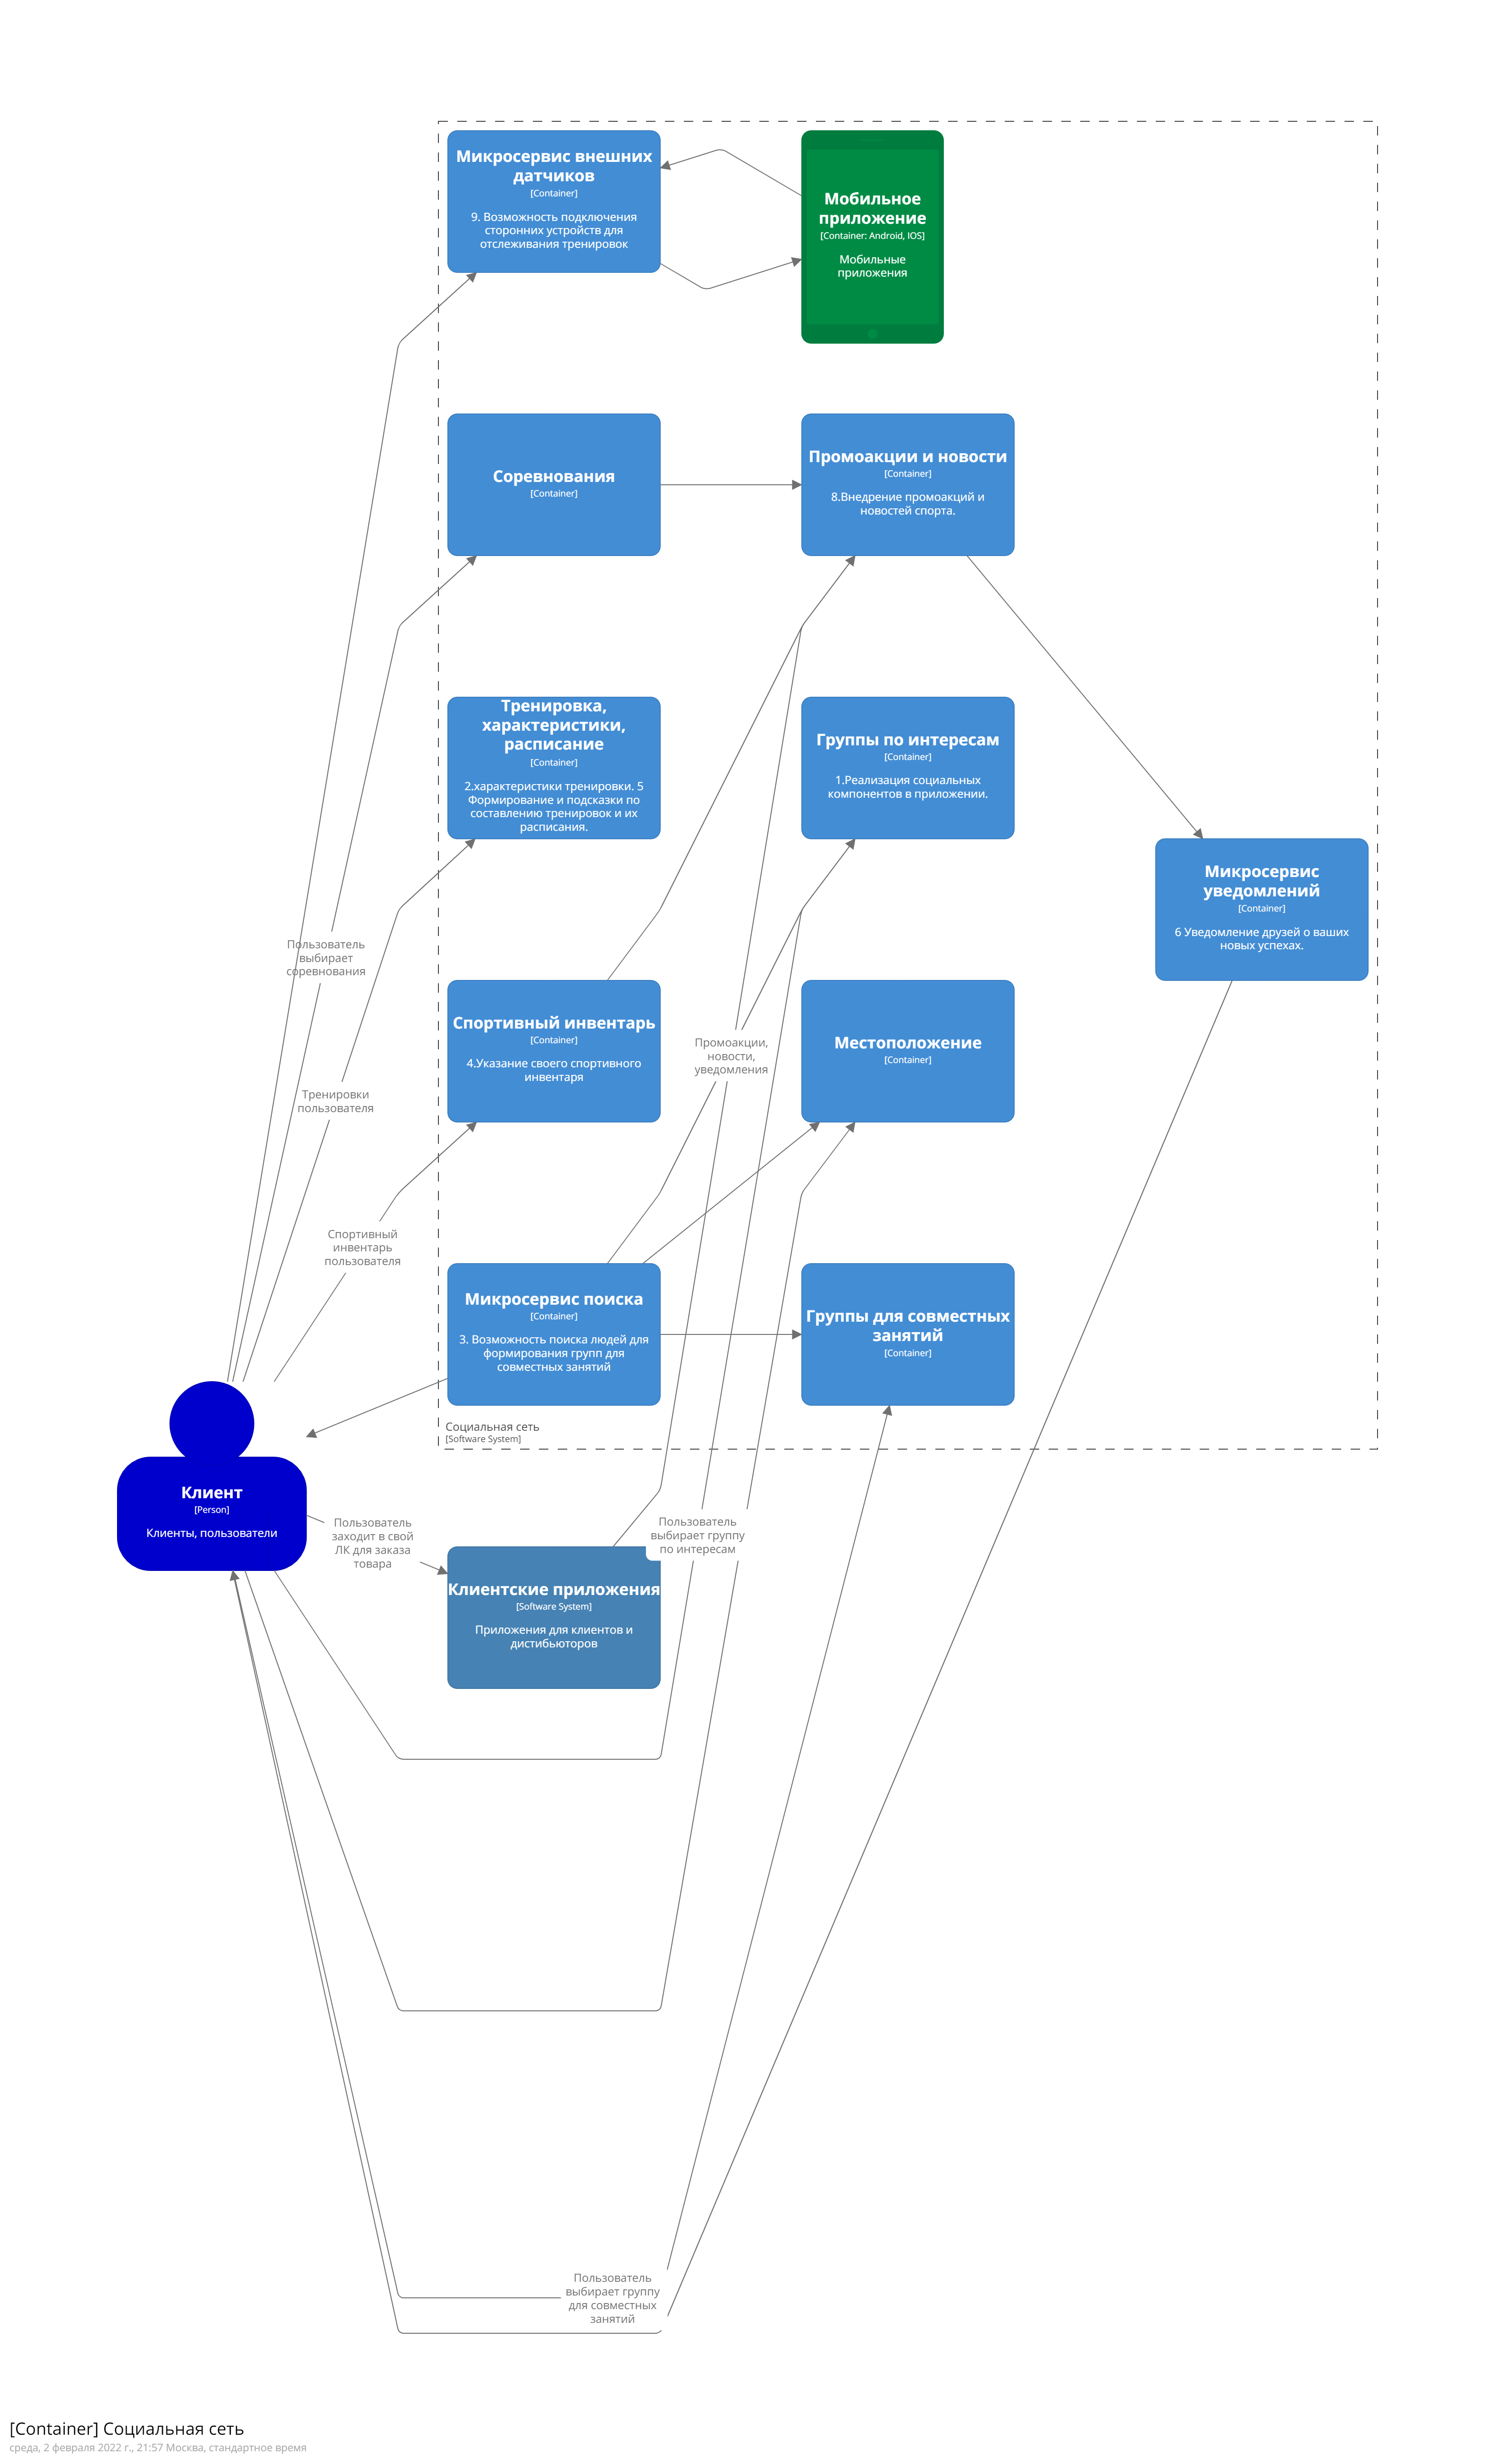 Микросервис внешних
датчиков
[Container]
9. Возможность подключения
сторонних устройств для
отслеживания тренировок
Мобильное
приложение
[Container: Android, IOS]
Мобильные
приложения
Соревнования
[Container]
Промоакции и новости
[Container]
8.Внедрение промоакций и
новостей спорта.
Тренировка,
характеристики,
расписание
[Container]
2.характеристики тренировки. 5
Формирование и подсказки по
составлению тренировок и их
расписания.
Группы по интересам
[Container]
1.Реализация социальных
компонентов в приложении.
Микросервис
уведомлений
[Container]
6 Уведомление друзей о ваших
новых успехах.
Пользователь
выбирает
соревнования
Спортивный инвентарь
[Container]
4.Указание своего спортивного
инвентаря
Промоакции,
новости,
уведомления
Местоположение
[Container]
Тренировки
пользователя
Спортивный
инвентарь
пользователя
Микросервис поиска
[Container]
3. Возможность поиска людей для
формирования групп для
совместных занятий
Группы для совместных
занятий
[Container]
Социальная сеть
[Software System]
Клиент
[Person]
Клиенты, пользователи
Пользователь
заходит в свой
ЛК для заказа
товара
Пользователь
выбирает группу
по интересам
Клиентские приложения
[Software System]
Приложения для клиентов и
дистибьюторов
Пользователь
выбирает группу
для совместных
занятий
[Container] Социальная сеть
среда, 2 февраля 2022 г., 21:57 Москва, стандартное время